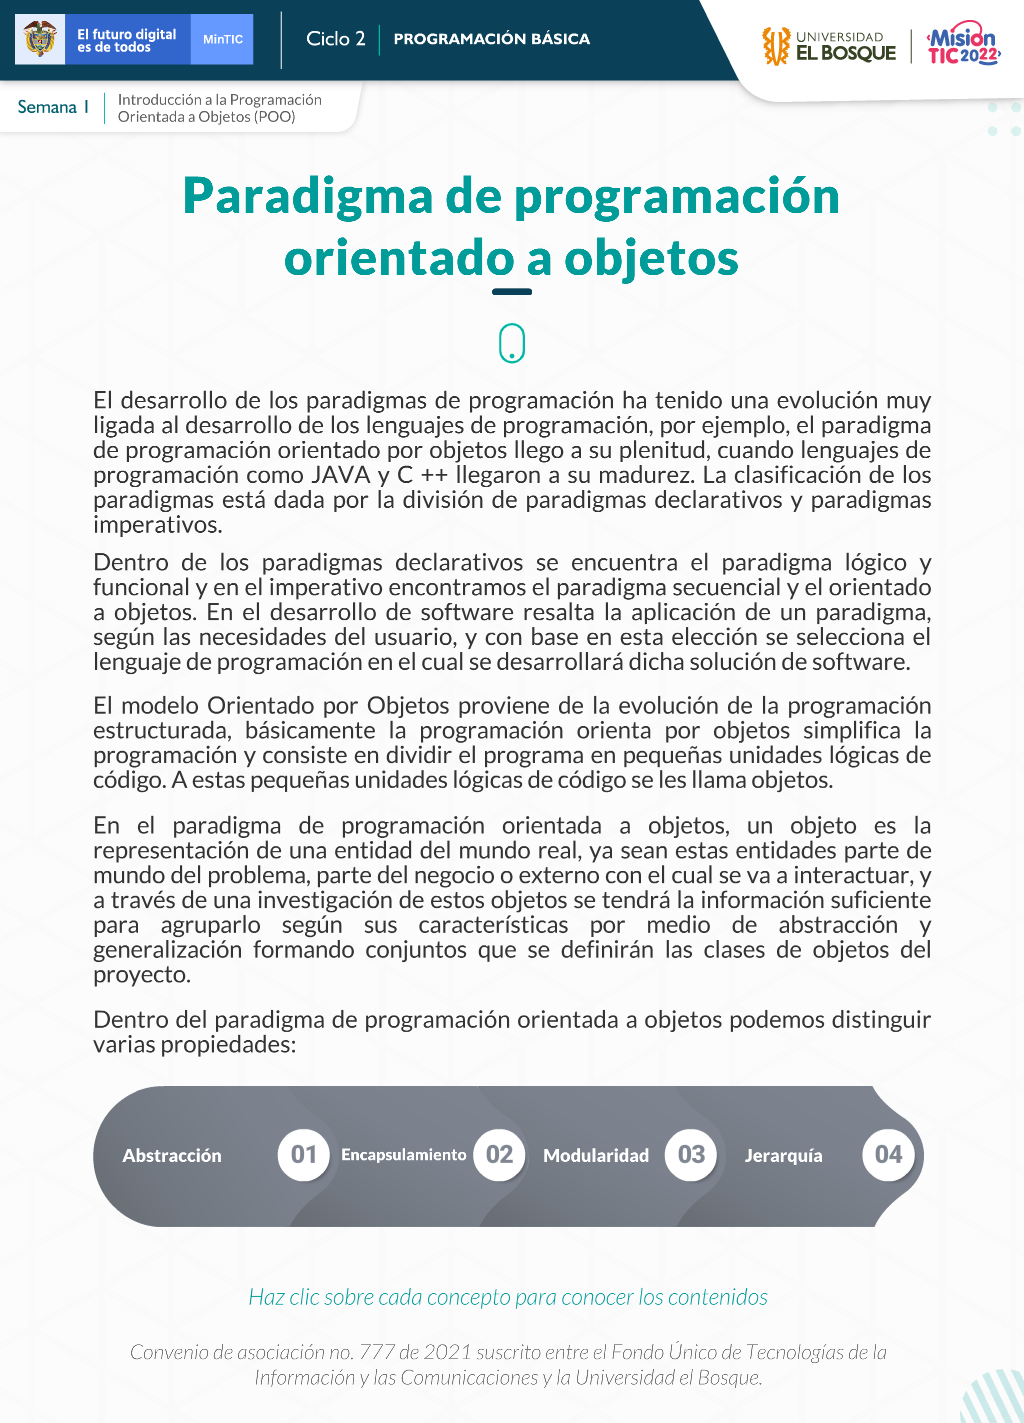 El futuro digital
es de todos
MinTIC
Ciclo 2
PROGRAMACIÓN BÁSICA
UNIVERSIDAD
EL BOSQUE
Misión
TIC2022
Semana 1
Introducción a la Programación
Orientada a Objetos (POO)
Paradigma de programación
orientado a objetos
El desarrollo de los paradigmas de programación ha tenido una evolución muy
ligada al desarrollo de los lenguajes de programación, por ejemplo, el paradigma
de programación orientado por objetos llego a su plenitud, cuando lenguajes de
programación como JAVA y C ++ llegaron a su madurez. La clasificación de los
paradigmas está dada por la división de paradigmas declarativos y paradigmas
imperativos.
Dentro de los paradigmas declarativos se encuentra el paradigma lógico y
funcional y en el imperativo encontramos el paradigma secuencial y el orientado
a objetos. En el desarrollo de software resalta la aplicación de un paradigma,
según las necesidades del usuario, y con base en esta elección se selecciona el
lenguaje de programación en el cual se desarrollará dicha solución de software.
El modelo Orientado por Objetos proviene de la evolución de la programación
estructurada, básicamente la programación orienta por objetos simplifica la
programación y consiste en dividir el programa en pequeñas unidades lógicas de
código. A estas pequeñas unidades lógicas de código se les llama objetos.
En el paradigma de programación orientada a objetos, un objeto es la
representación de una entidad del mundo real, ya sean estas entidades parte de
mundo del problema, parte del negocio o externo con el cual se va a interactuar, y
a través de una investigación de estos objetos se tendrá la información suficiente
para agruparlo según sus características por medio de abstracción y
generalización formando conjuntos que se definirán las clases de objetos del
proyecto.
Dentro del paradigma de programación orientada a objetos podemos distinguir
varias propiedades:
Abstracción 01 Encapsulamiento 02 Modularidad 03 Jerarquía 04
Haz clic sobre cada concepto para conocer los contenidos
Convenio de asociación no. 777 de 2021 suscrito entre el Fondo Único de Tecnologías de la
Información y las Comunicaciones y la Universidad el Bosque.